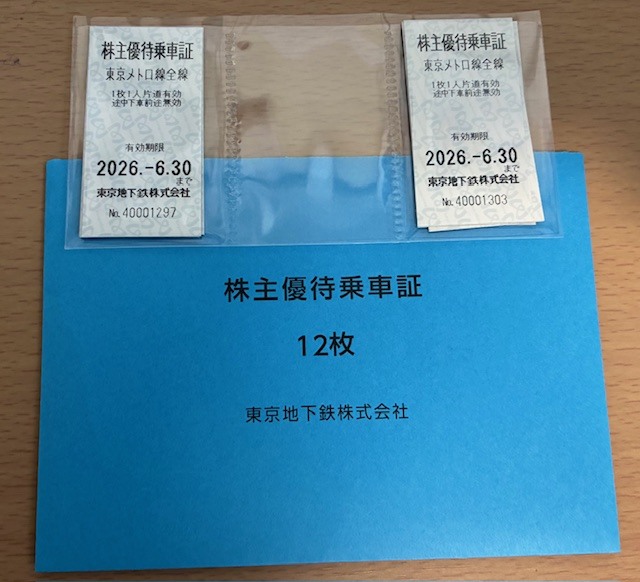 株主優待乗車証
東京メトロ線全線
1枚1人片道有効
途中下車前途無効
有効期限
2026.-6.30
まで
東京地下鉄株式会社
No.40001297
株主優待乗車証
東京メトロ線全線
1枚1人片道有効
途中下車前途無効
有効期限
2026.-6.30
まで
東京地下鉄株式会社
No.40001303
株主優待乗車証
12枚
東京地下鉄株式会社